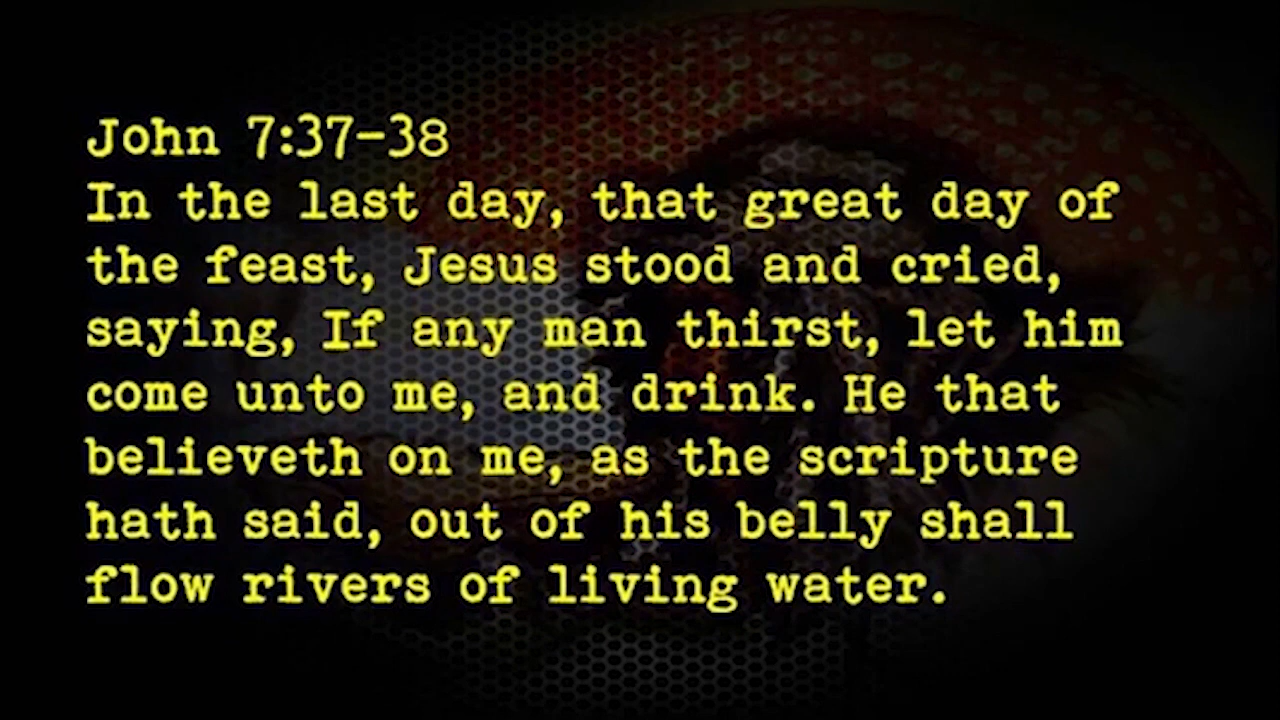 John 7:37-38
In the last day, that great day of
the feast, Jesus stood and cried,
saying, If any man thirst, let him
come unto me, and drink. He that
believeth on me, as the scripture
hath said, out of his belly shall
flow rivers of living water.